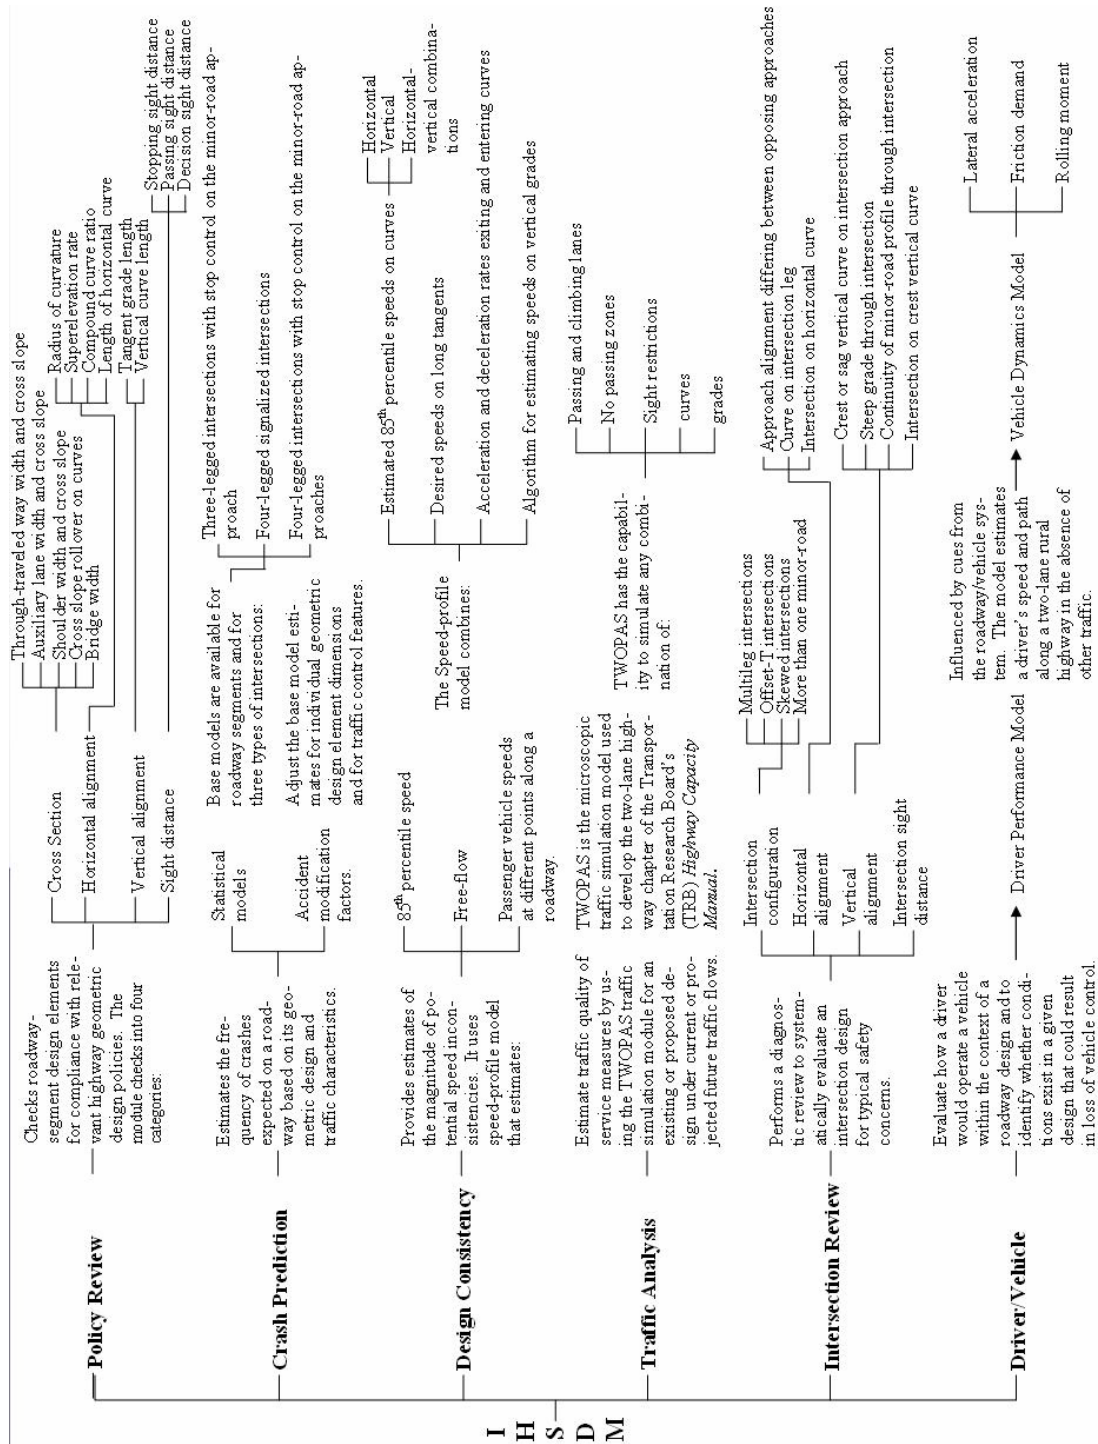 I
H
S
D
M
Policy Review
Checks roadway-
segment design elements
for compliance with rele-
vant highway geometric
design policies. The
module checks into four
categories:
Cross Section
Through-traveled way width and cross slope
Auxiliary lane width and cross slope
Shoulder width and cross slope
Cross slope roll over on curves
Bridge width
Horizontal alignment
Radius of curvature
Superelevation rate
Compound curve ratio
Length of horizontal curve
Vertical alignment
Tangent grade length
Vertical curve length
Sight distance
Stopping sight distance
Passing sight distance
Decision sight distance
Crash Prediction
Estimates the fre-
quency of crashes
expected on a road-
way based on its geo-
metric design and
traffic characteristics.
Statistical
models
Base models are available for
roadway segments and for
three types of intersections:
Three-legged intersections with stop control on the minor-road ap-
proach
Four-legged signalized intersections
Four-legged intersections with stop control on the minor-road ap-
proaches
Accident
modification
factors.
Adjust the base model esti-
mates for individual geometric
design element dimensions
and for traffic control features.
Design Consistency
Provides estimates of
the magnitude of po-
tential speed incon-
sistencies. It uses
speed-profile model
that estimates:
85th percentile speed
Free-flow
Passenger vehicle speeds
at different points along a
roadway.
The Speed-profile
model combines:
Estimated 85th percentile speeds on curves
Horizontal
Vertical
Horizontal-
vertical combina-
tions
Desired speeds on long tangents
Acceleration and deceleration rates exiting and entering curves
Algorithm for estimating speeds on vertical grades
Traffic Analysis
Estimate traffic quality of
service measures by us-
ing the TWOPAS traffic
simulation module for an
existing or proposed de-
sign under current or pro-
jected future traffic flows.
TWOPAS is the microscopic
traffic simulation model used
to develop the two-lane high-
way chapter of the Transpor-
tation Research Board's
(TRB) Highway Capacity
Manual.
TWOPAS has the capabil-
ity to simulate any combi-
nation of:
Passing and climbing lanes
No passing zones
Sight restrictions
curves
grades
Intersection Review
Performs a diagnos-
tic review to system-
atically evaluate an
intersection design
for typical safety
concerns.
Intersection
configuration
Multileg intersections
Offset-T intersections
Skewed intersections
More than one minor-road
Horizontal
alignment
Approach alignment differing between opposing approaches
Curve on intersection leg
Intersection on horizontal curve
Vertical
alignment
Crest or sag vertical curve on intersection approach
Steep grade through intersection
Continuity of minor-road profile through intersection
Intersection on crest vertical curve
Intersection sight
distance
Driver/Vehicle
Evaluate how a driver
would operate a vehicle
within the context of a
roadway design and to
identify whether condi-
tions exist in a given
design that could result
in loss of vehicle control.
Driver Performance Model
Influenced by cues from
the roadway/vehicle sys-
tem. The model estimates
a driver's speed and path
along a two-lane rural
highway in the absence of
other traffic.
Vehicle Dynamics Model
Lateral acceleration
Friction demand
Rolling moment